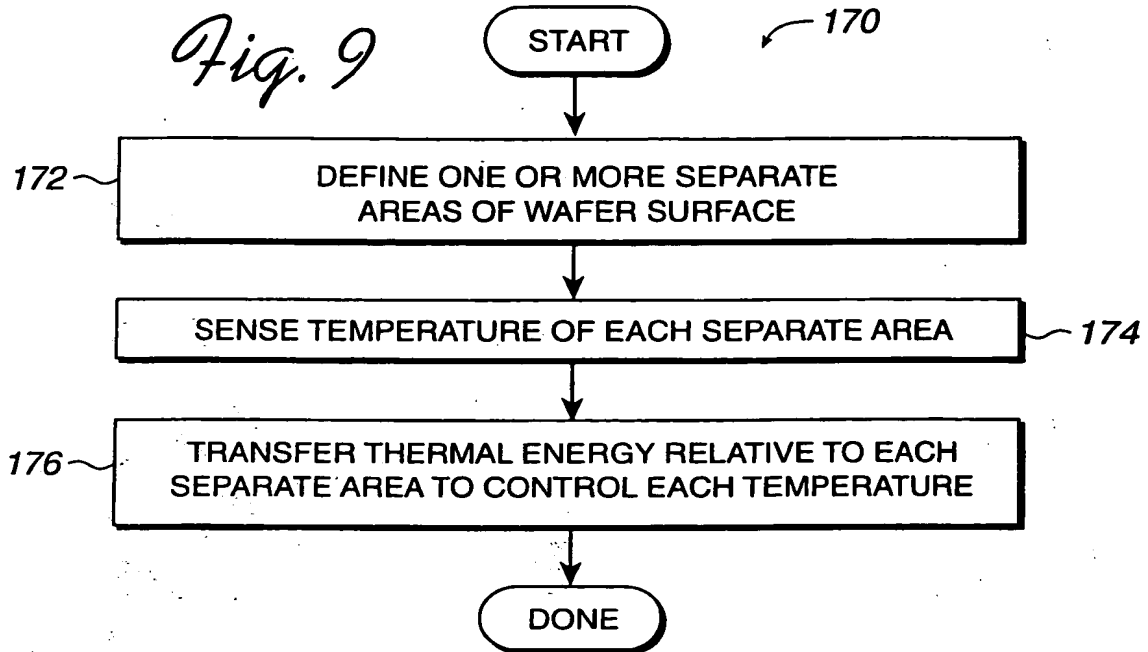 Fig. 9
START
170
172
DEFINE ONE OR MORE SEPARATE
AREAS OF WAFER SURFACE
SENSE TEMPERATURE OF EACH SEPARATE AREA
174
176
TRANSFER THERMAL ENERGY RELATIVE TO EACH
SEPARATE AREA TO CONTROL EACH TEMPERATURE
DONE